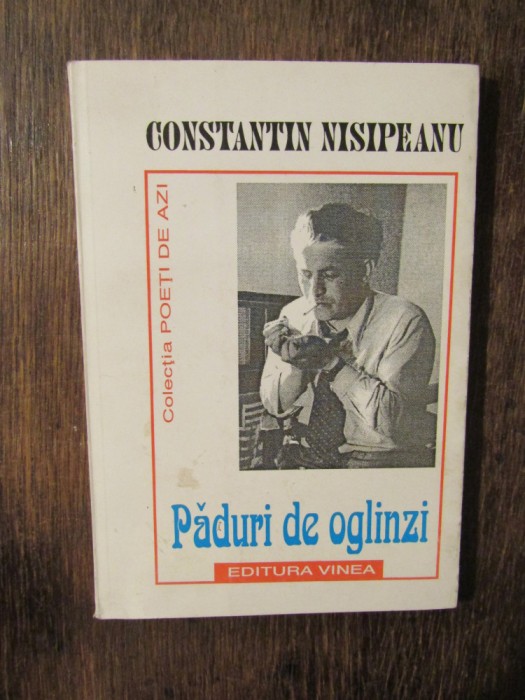 CONSTANTIN NISIPEANU
Colecția POEȚI DE AZI
Păduri de oglinzi
EDITURA VINEA